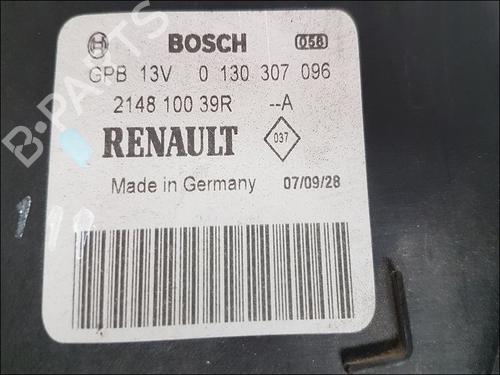 BOSCH 058
GPB 13V 0 130 307 096
2148 100 39R --A
RENAULT 037
Made in Germany 07/09/28
B-PARTS
110